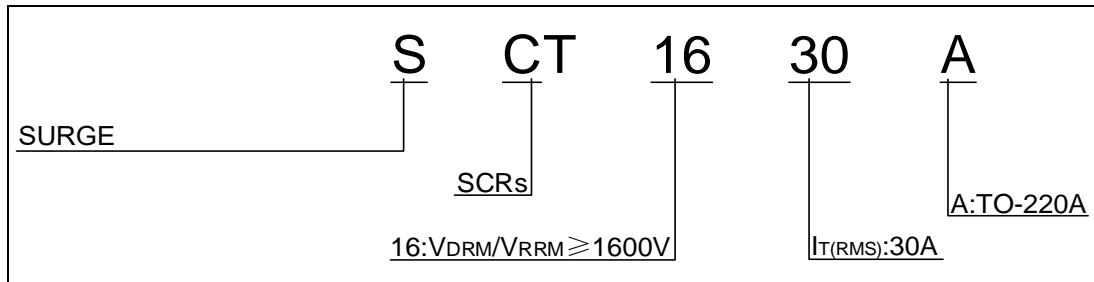 S CT 16 30 A
SURGE
SCRs
A:TO-220A
16:VDRM/VRRM≥1600V
IT(RMS):30A